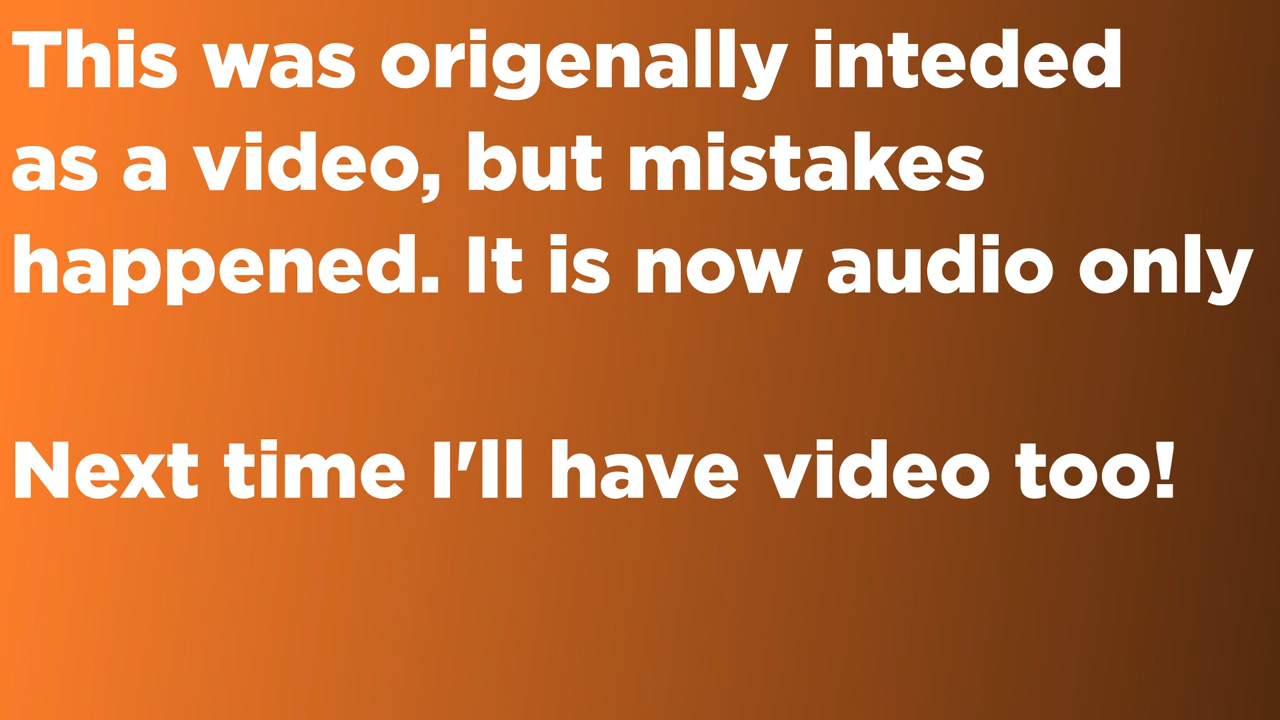 This was origenally inteded
as a video, but mistakes
happened. It is now audio only
Next time I'll have video too!